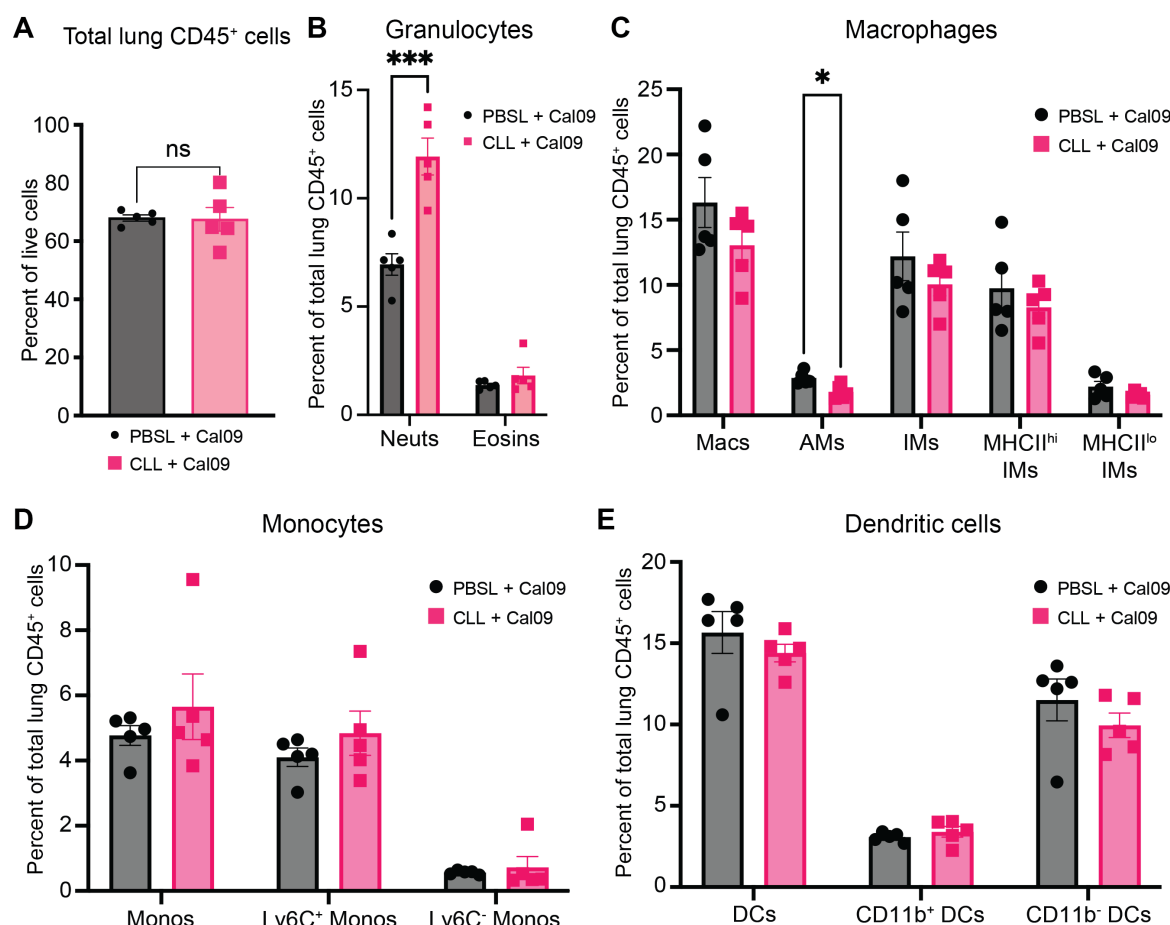 A Total lung CD45⁺ cells
Percent of live cells
100
80
60
40
20
0
ns
PBSL + Cal09
CLL + Cal09
B Granulocytes
Percent of total lung CD45⁺ cells
15
10
5
0
***
PBSL + Cal09
CLL + Cal09
Neuts Eosins
C Macrophages
Percent of total lung CD45⁺ cells
25
20
15
10
5
0
*
PBSL + Cal09
CLL + Cal09
Macs AMs IMs MHCIIʰⁱ MHCIIˡᵒ
IMs IMs
D Monocytes
Percent of total lung CD45⁺ cells
10
8
6
4
2
0
PBSL + Cal09
CLL + Cal09
Monos Ly6C⁺ Monos Ly6C⁻ Monos
E Dendritic cells
Percent of total lung CD45⁺ cells
20
15
10
5
0
PBSL + Cal09
CLL + Cal09
DCs CD11b⁺ DCs CD11b⁻ DCs